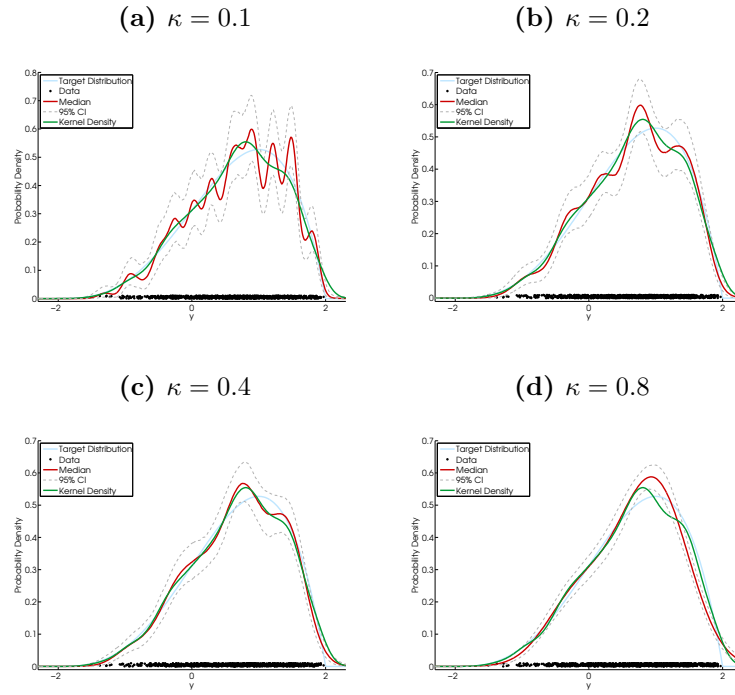 (a) κ = 0.1
(b) κ = 0.2
0.8
0.7
0.6
0.5
0.4
0.3
0.2
0.1
0
Probability Density
Target Distribution
Data
Median
95% CI
Kernel Density
−2
0
2
y
0.7
0.6
0.5
0.4
0.3
0.2
0.1
0
Probability Density
Target Distribution
Data
Median
95% CI
Kernel Density
−2
0
2
y
(c) κ = 0.4
(d) κ = 0.8
0.7
0.6
0.5
0.4
0.3
0.2
0.1
0
Probability Density
Target Distribution
Data
Median
95% CI
Kernel Density
−2
0
2
y
0.7
0.6
0.5
0.4
0.3
0.2
0.1
0
Probability Density
Target Distribution
Data
Median
95% CI
Kernel Density
−2
0
2
y